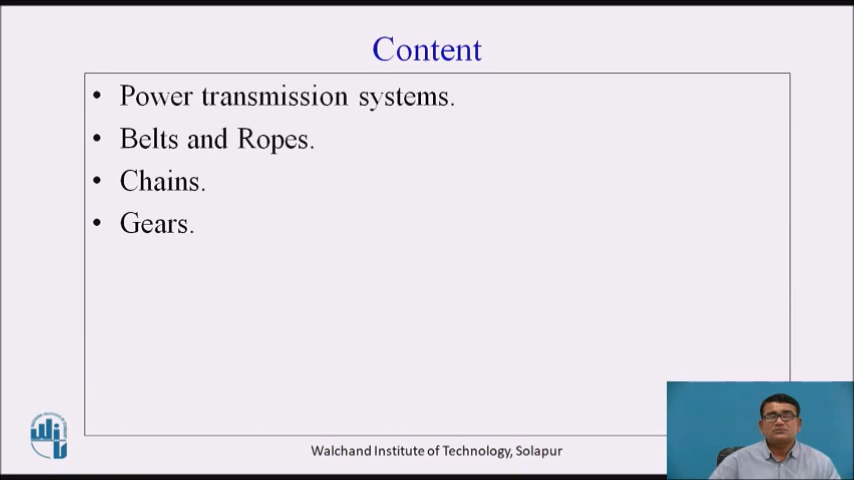 Content
• Power transmission systems.
• Belts and Ropes.
• Chains.
• Gears.
Walchand Institute of Technology, Solapur